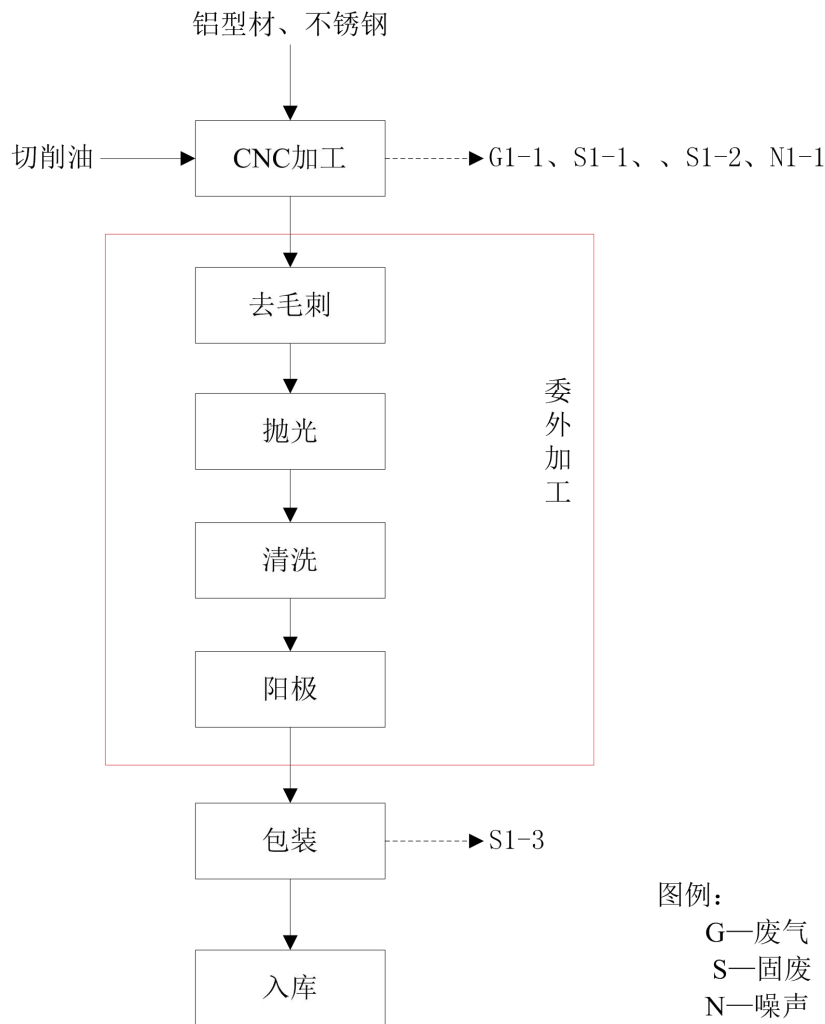 铝型材、不锈钢
切削油
CNC加工
G1-1、S1-1、、S1-2、N1-1
去毛刺
抛光
清洗
阳极
委外加工
包装
S1-3
入库
图例：
G—废气
S—固废
N—噪声